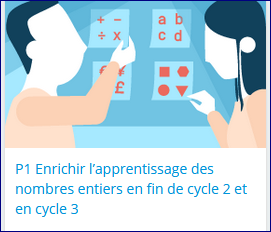 + −
÷ x
a b
c d
€ ¥
£
P1 Enrichir l’apprentissage des
nombres entiers en fin de cycle 2 et
en cycle 3